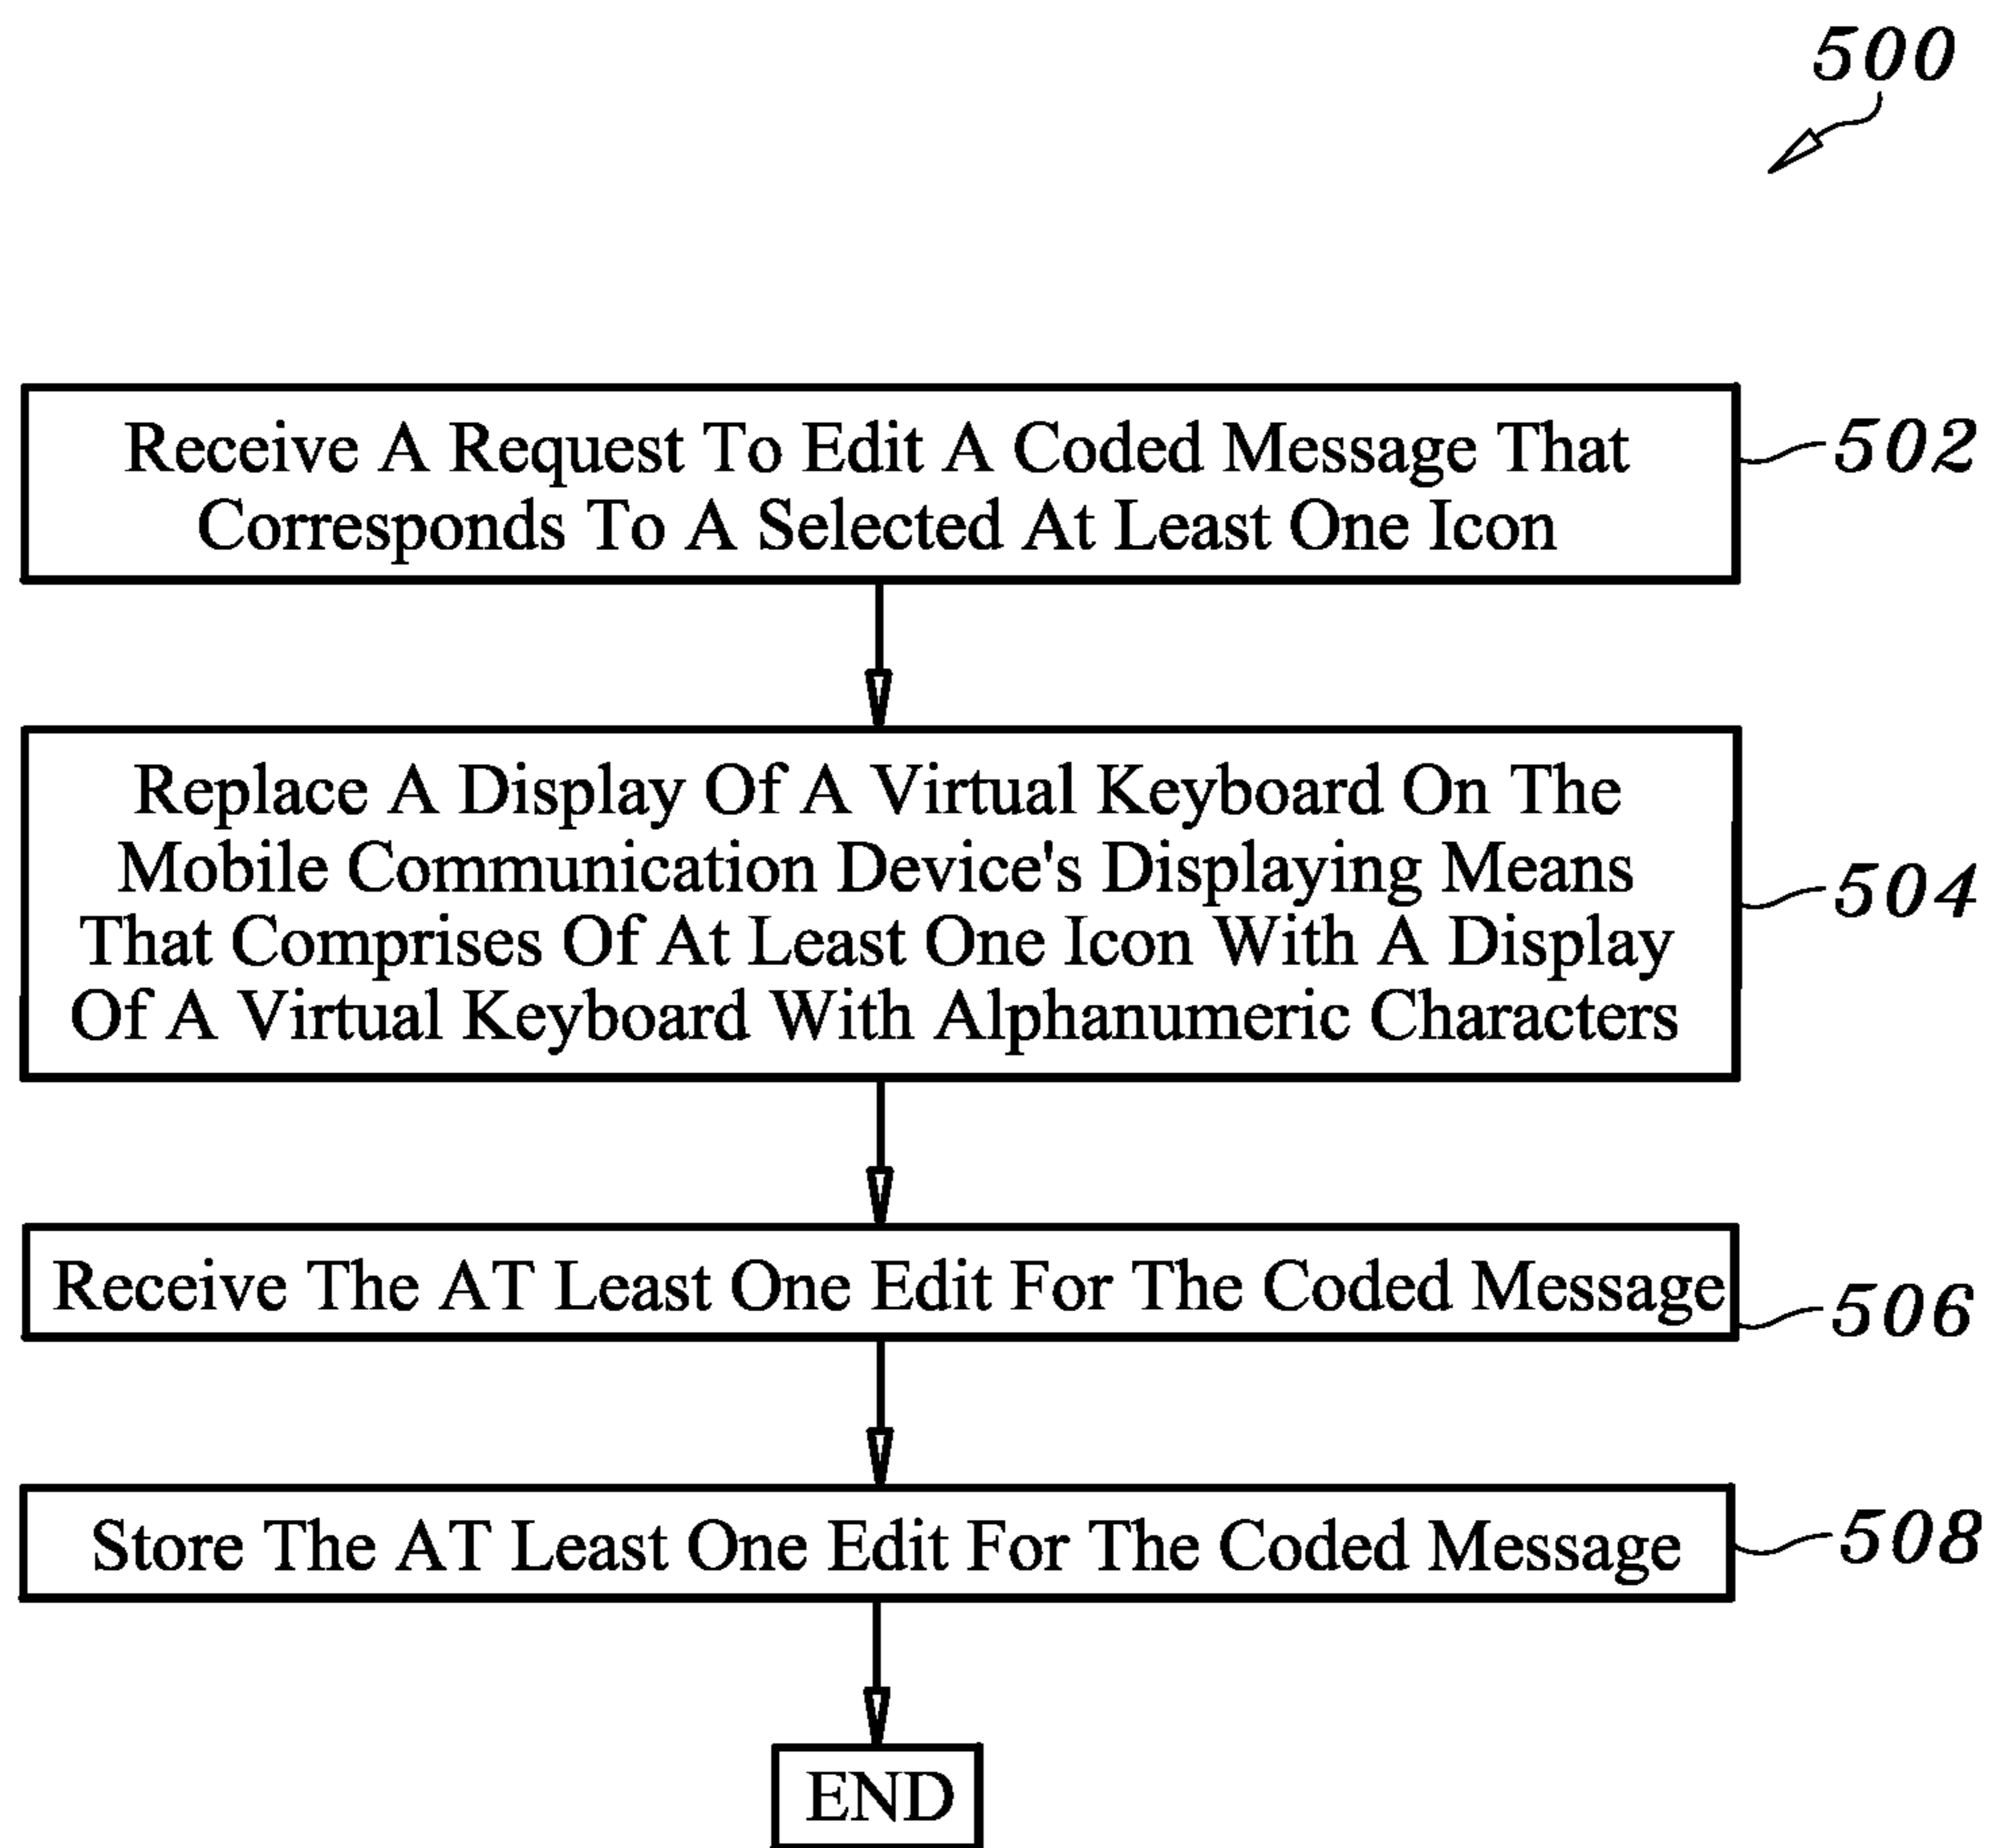 500
Receive A Request To Edit A Coded Message That
Corresponds To A Selected At Least One Icon
502
Replace A Display Of A Virtual Keyboard On The
Mobile Communication Device's Displaying Means
That Comprises Of At Least One Icon With A Display
Of A Virtual Keyboard With Alphanumeric Characters
504
Receive The AT Least One Edit For The Coded Message
506
Store The AT Least One Edit For The Coded Message
508
END